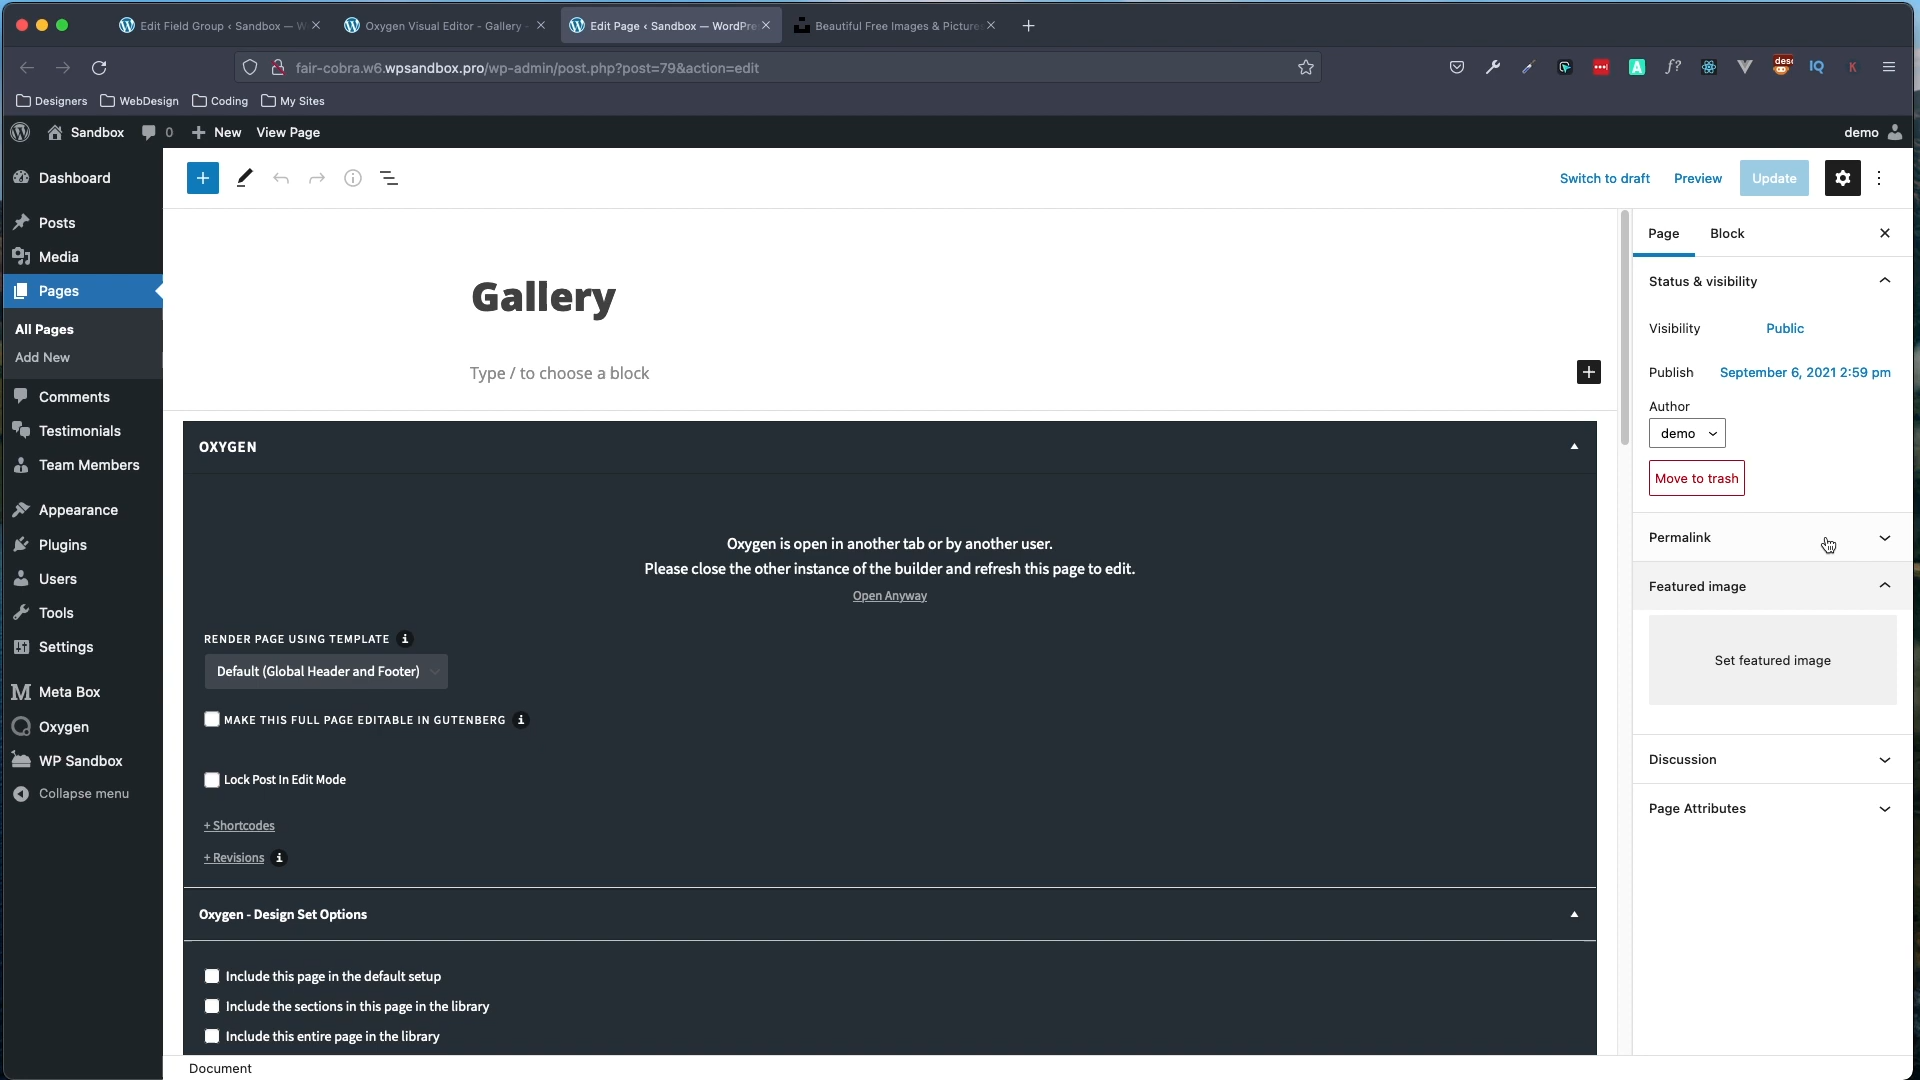 Edit Field Group ‹ Sandbox — W
Oxygen Visual Editor - Gallery -
Edit Page ‹ Sandbox — WordPre
Beautiful Free Images & Picture
fair-cobra.w6.wpsandbox.pro/wp-admin/post.php?post=79&action=edit
Designers
WebDesign
Coding
My Sites
Sandbox
0
New
View Page
demo
Dashboard
Posts
Media
Pages
All Pages
Add New
Comments
Testimonials
Team Members
Appearance
Plugins
Users
Tools
Settings
Meta Box
Oxygen
WP Sandbox
Collapse menu
Switch to draft
Preview
Update
Gallery
Type / to choose a block
OXYGEN
Oxygen is open in another tab or by another user.
Please close the other instance of the builder and refresh this page to edit.
Open Anyway
RENDER PAGE USING TEMPLATE
Default (Global Header and Footer)
MAKE THIS FULL PAGE EDITABLE IN GUTENBERG
Lock Post In Edit Mode
+ Shortcodes
+ Revisions
Oxygen - Design Set Options
Include this page in the default setup
Include the sections in this page in the library
Include this entire page in the library
Document
Page
Block
Status & visibility
Visibility
Public
Publish
September 6, 2021 2:59 pm
Author
demo
Move to trash
Permalink
Featured image
Set featured image
Discussion
Page Attributes